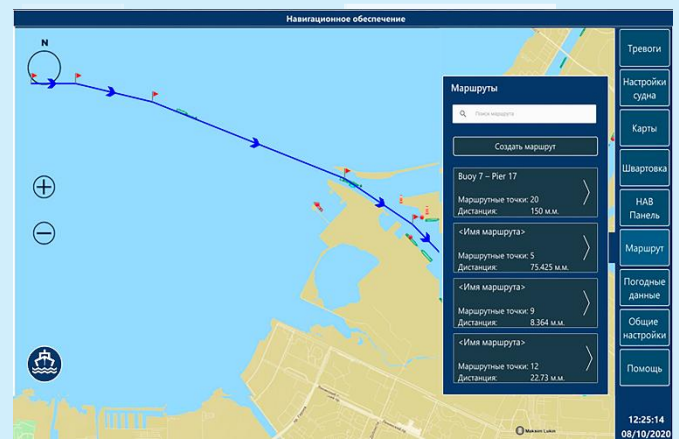 Навигационное обеспечение
N
Маршруты
Поиск маршрута
Создать маршрут
Buoy 7 – Pier 17
Маршрутные точки: 20
Дистанция: 150 м.м.
<Имя маршрута>
Маршрутные точки: 5
Дистанция: 75.425 м.м.
<Имя маршрута>
Маршрутные точки: 9
Дистанция: 8.364 м.м.
<Имя маршрута>
Маршрутные точки: 12
Дистанция: 22.73 м.м.
Тревоги
Настройки
судна
Карты
Швартовка
НАВ
Панель
Маршрут
Погодные
данные
Общие
настройки
Помощь
12:25:14
08/10/2020
Maksim Lukin